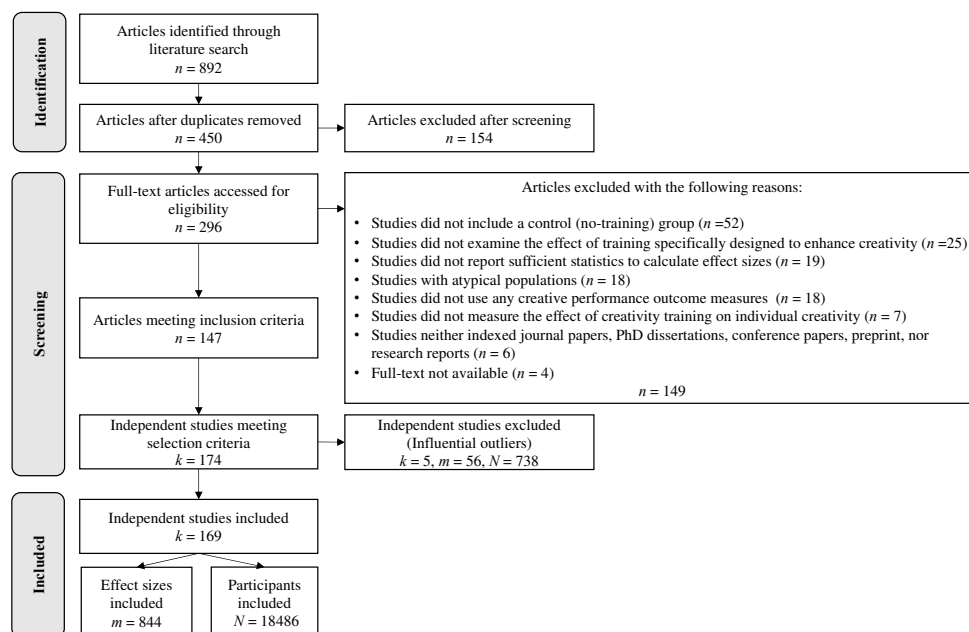 Identification
Articles identified through
literature search
n = 892
Articles after duplicates removed
n = 450
Articles excluded after screening
n = 154
Screening
Full-text articles accessed for
eligibility
n = 296
Articles excluded with the following reasons:
• Studies did not include a control (no-training) group (n =52)
• Studies did not examine the effect of training specifically designed to enhance creativity (n =25)
• Studies did not report sufficient statistics to calculate effect sizes (n = 19)
• Studies with atypical populations (n = 18)
• Studies did not use any creative performance outcome measures (n = 18)
• Studies did not measure the effect of creativity training on individual creativity (n = 7)
• Studies neither indexed journal papers, PhD dissertations, conference papers, preprint, nor
research reports (n = 6)
• Full-text not available (n = 4)
n = 149
Articles meeting inclusion criteria
n = 147
Independent studies meeting
selection criteria
k = 174
Independent studies excluded
(Influential outliers)
k = 5, m = 56, N = 738
Included
Independent studies included
k = 169
Effect sizes
included
m = 844
Participants
included
N = 18486